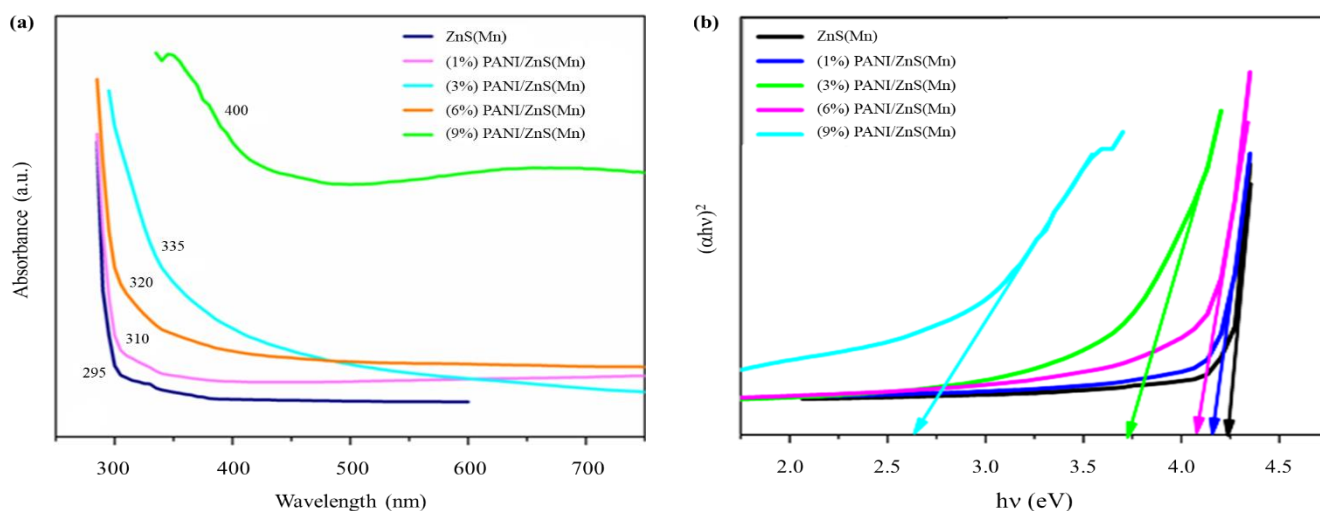 (a)
ZnS(Mn)
(1%) PANI/ZnS(Mn)
(3%) PANI/ZnS(Mn)
(6%) PANI/ZnS(Mn)
(9%) PANI/ZnS(Mn)
400
335
320
310
295
Absorbance (a.u.)
300 400 500 600 700
Wavelength (nm)
(b)
ZnS(Mn)
(1%) PANI/ZnS(Mn)
(3%) PANI/ZnS(Mn)
(6%) PANI/ZnS(Mn)
(9%) PANI/ZnS(Mn)
(αhν)²
2.0 2.5 3.0 3.5 4.0 4.5
hν (eV)